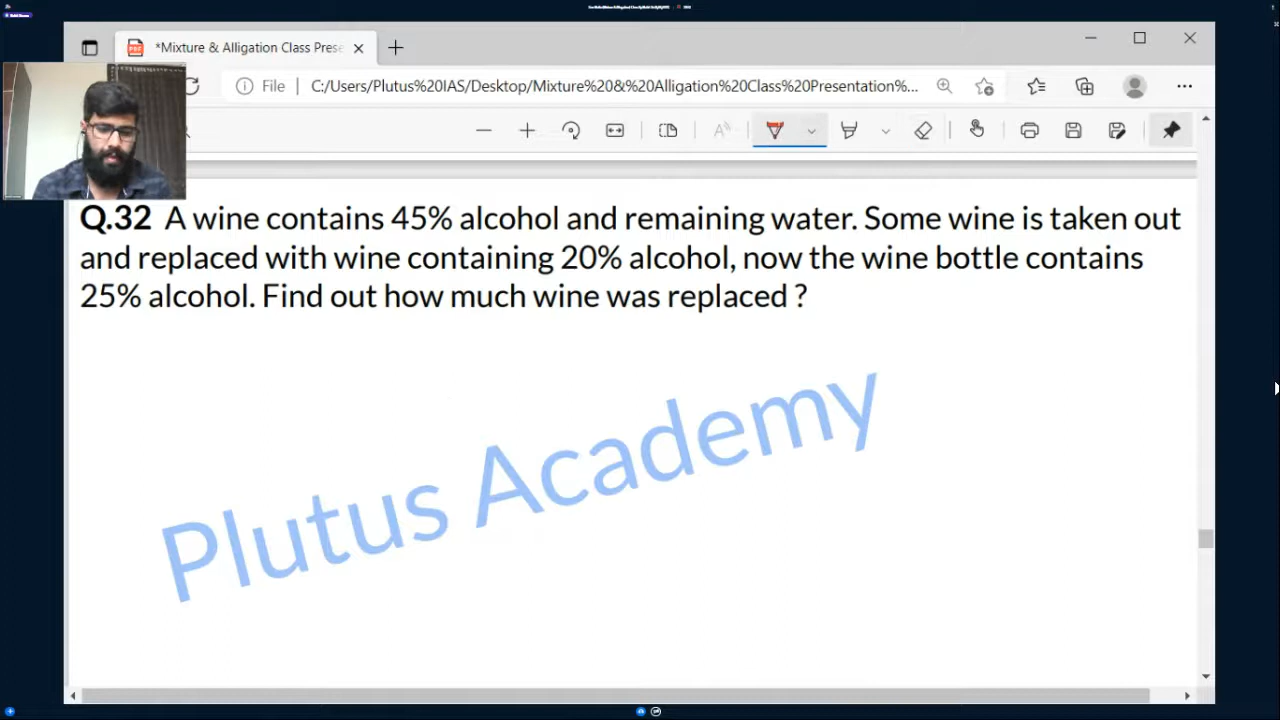 *Mixture & Alligation Class Prese
File
C:/Users/Plutus%20IAS/Desktop/Mixture%20&%20Alligation%20Class%20Presentation%...
Q.32 A wine contains 45% alcohol and remaining water. Some wine is taken out
and replaced with wine containing 20% alcohol, now the wine bottle contains
25% alcohol. Find out how much wine was replaced ?
Plutus Academy